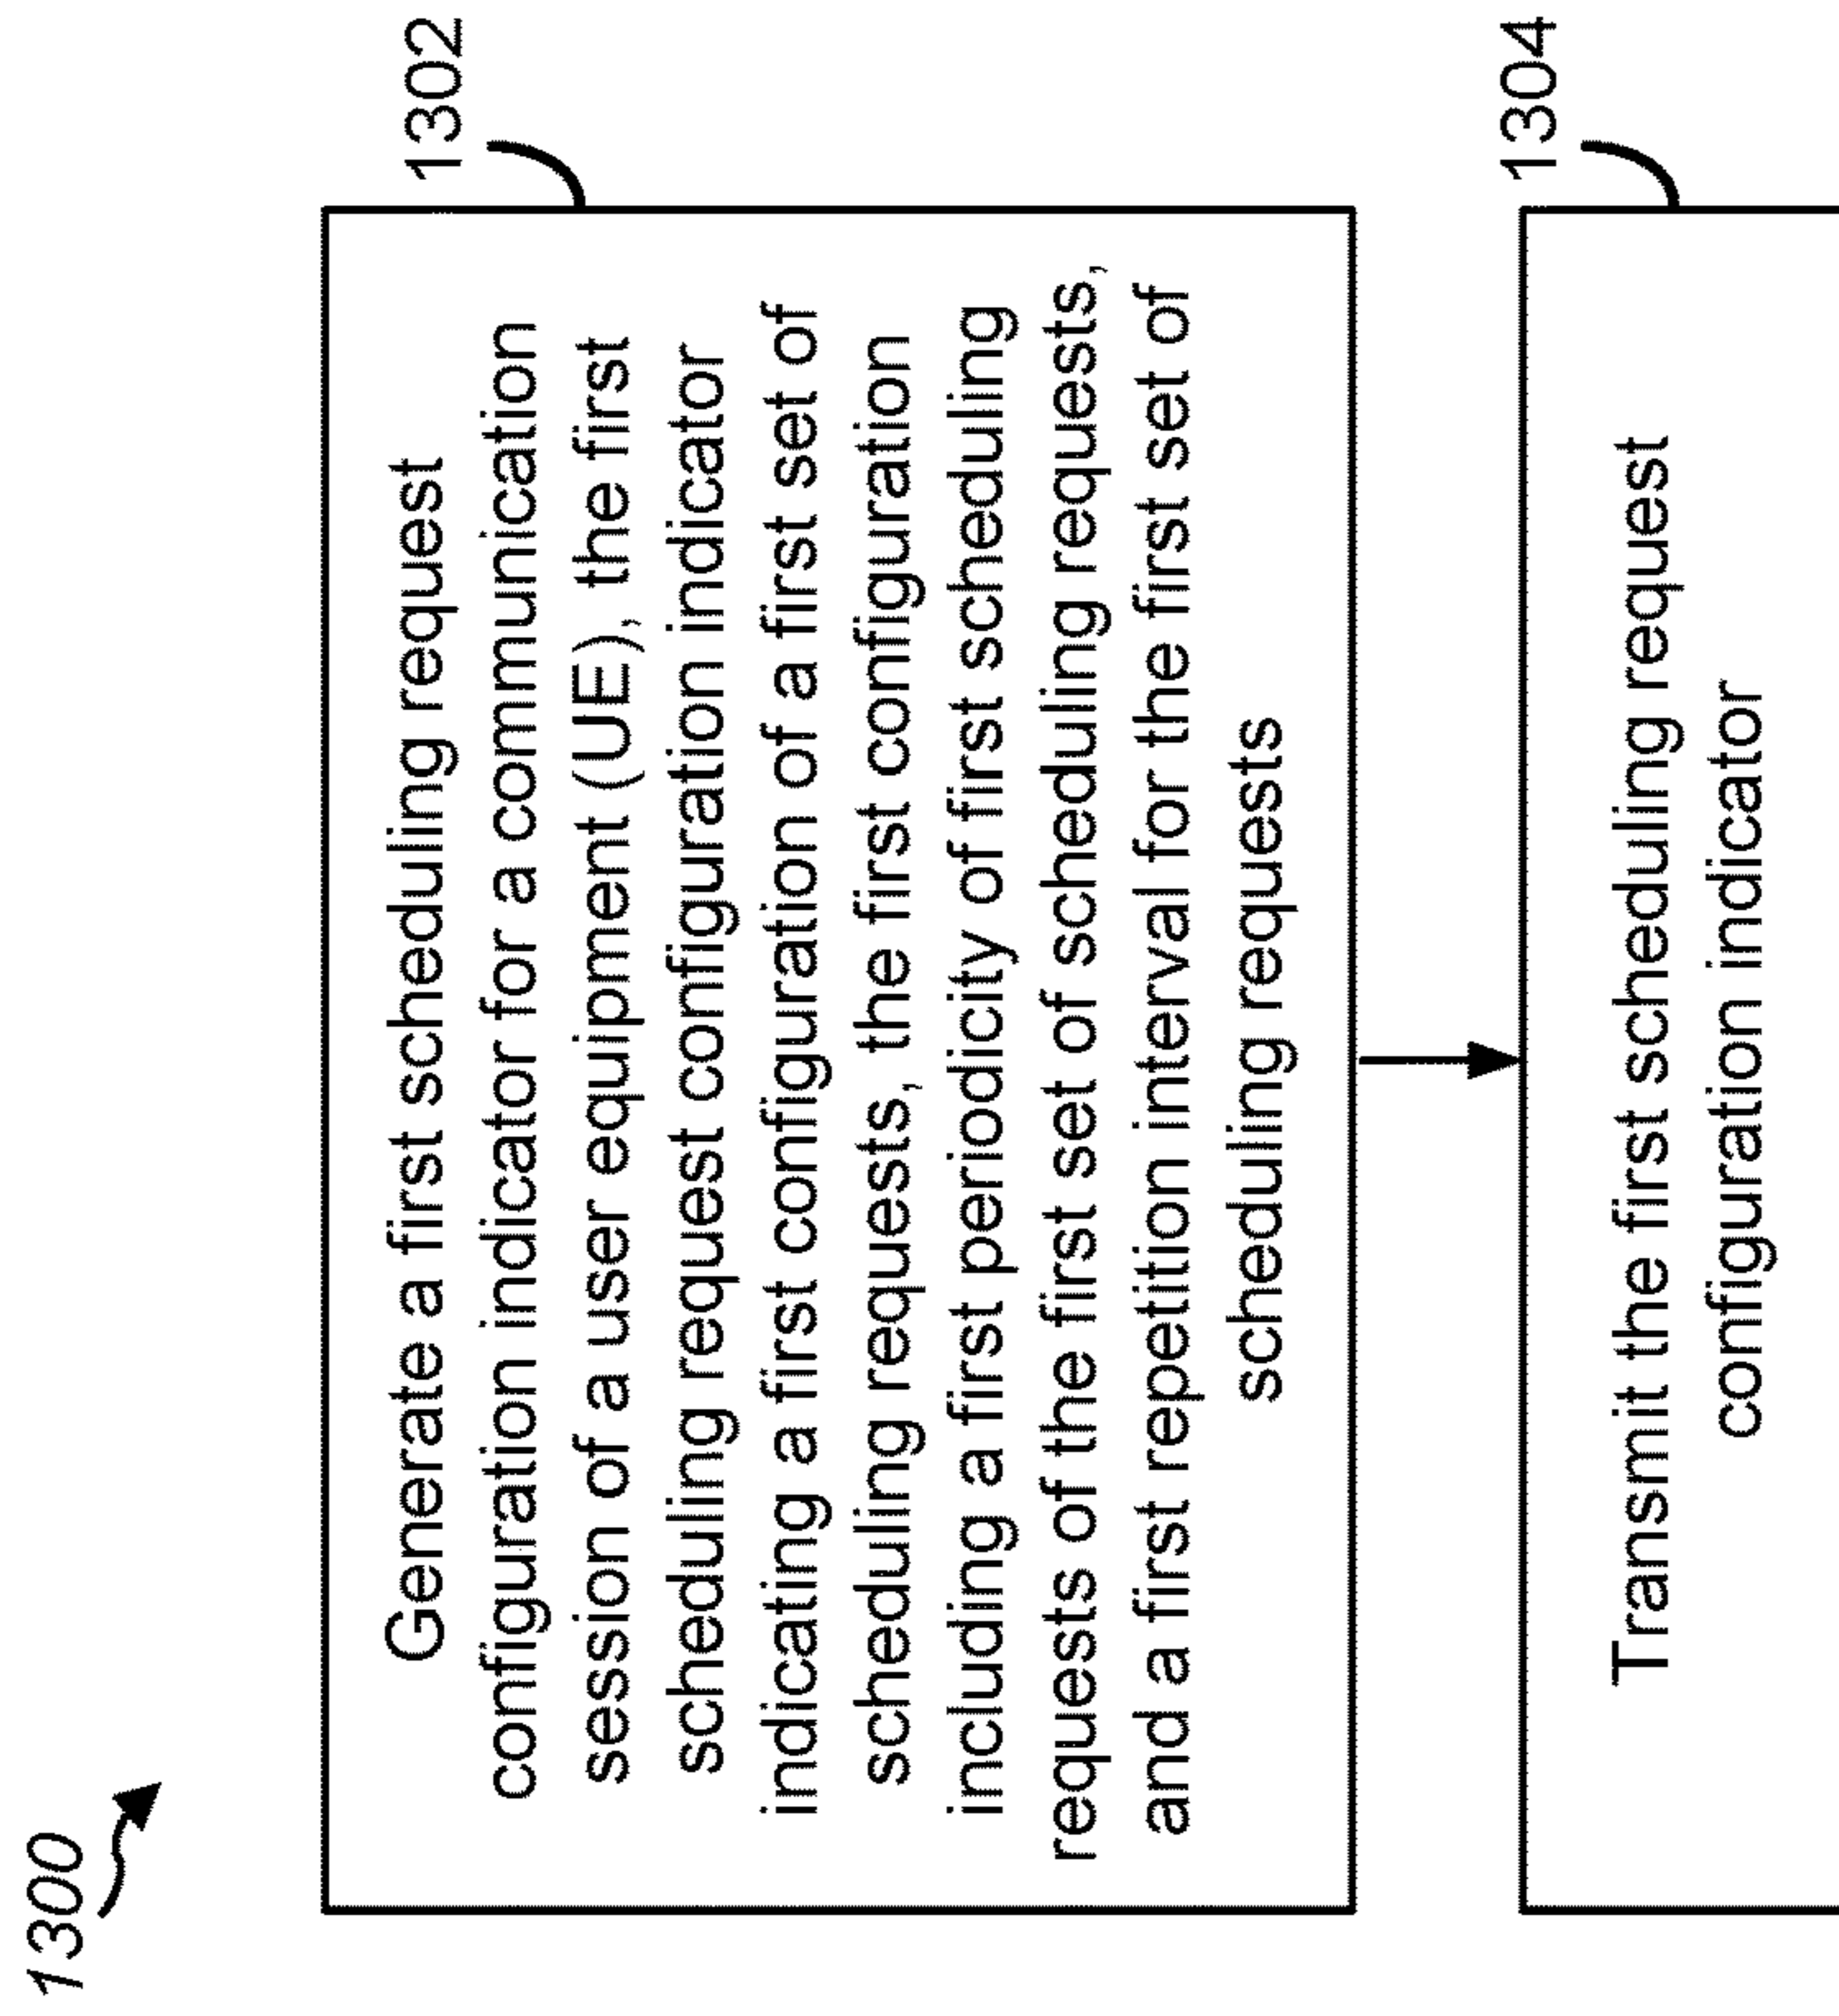 1300
1302
Generate a first scheduling request
configuration indicator for a communication
session of a user equipment (UE), the first
scheduling request configuration indicator
indicating a first configuration of a first set of
scheduling requests, the first configuration
including a first periodicity of first scheduling
requests of the first set of scheduling requests,
and a first repetition interval for the first set of
scheduling requests
1304
Transmit the first scheduling request
configuration indicator